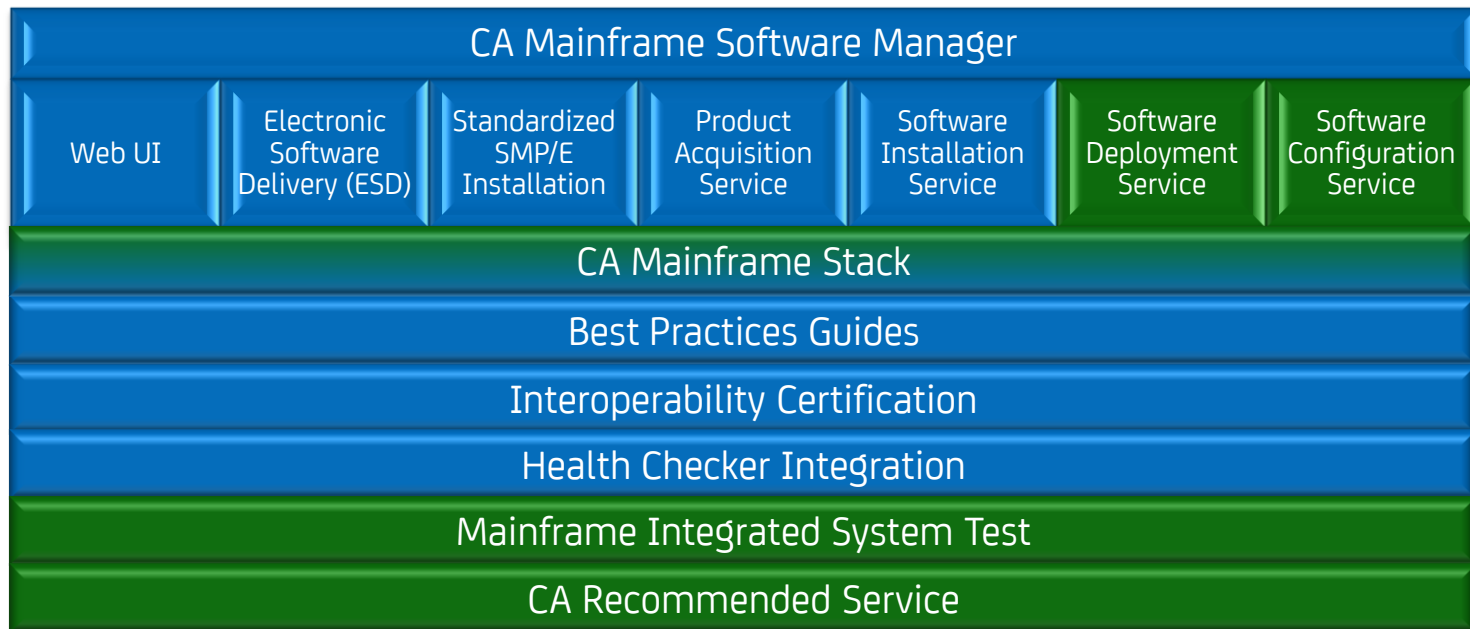 CA Mainframe Software Manager
Web UI
Electronic
Software
Delivery (ESD)
Standardized
SMP/E
Installation
Product
Acquisition
Service
Software
Installation
Service
Software
Deployment
Service
Software
Configuration
Service
CA Mainframe Stack
Best Practices Guides
Interoperability Certification
Health Checker Integration
Mainframe Integrated System Test
CA Recommended Service